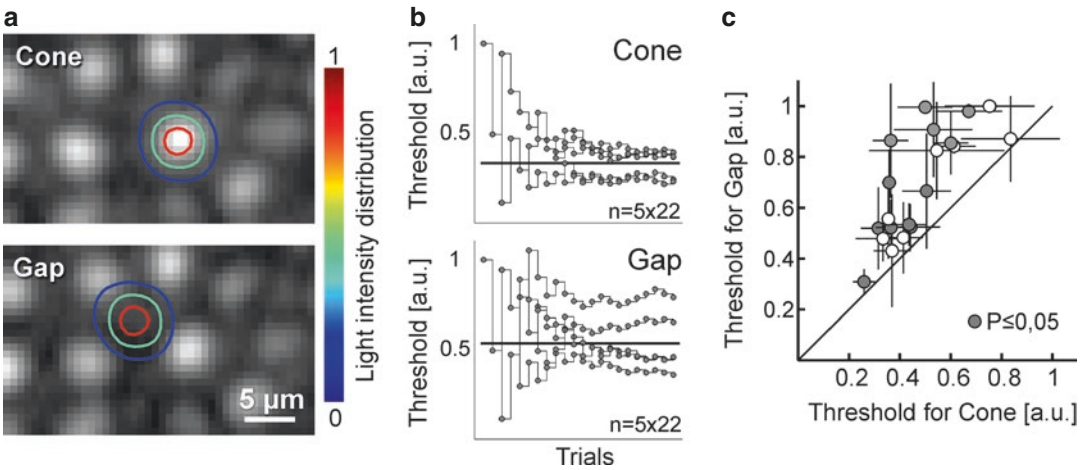 a
Cone
Gap
5 µm
1
Light intensity distribution
0
b
Threshold [a.u.]
1
0.5
Cone
n=5x22
Threshold [a.u.]
1
0.5
Gap
n=5x22
Trials
c
Threshold for Gap [a.u.]
1
0.8
0.6
0.4
0.2
P≤0,05
0.2
0.4
0.6
0.8
1
Threshold for Cone [a.u.]